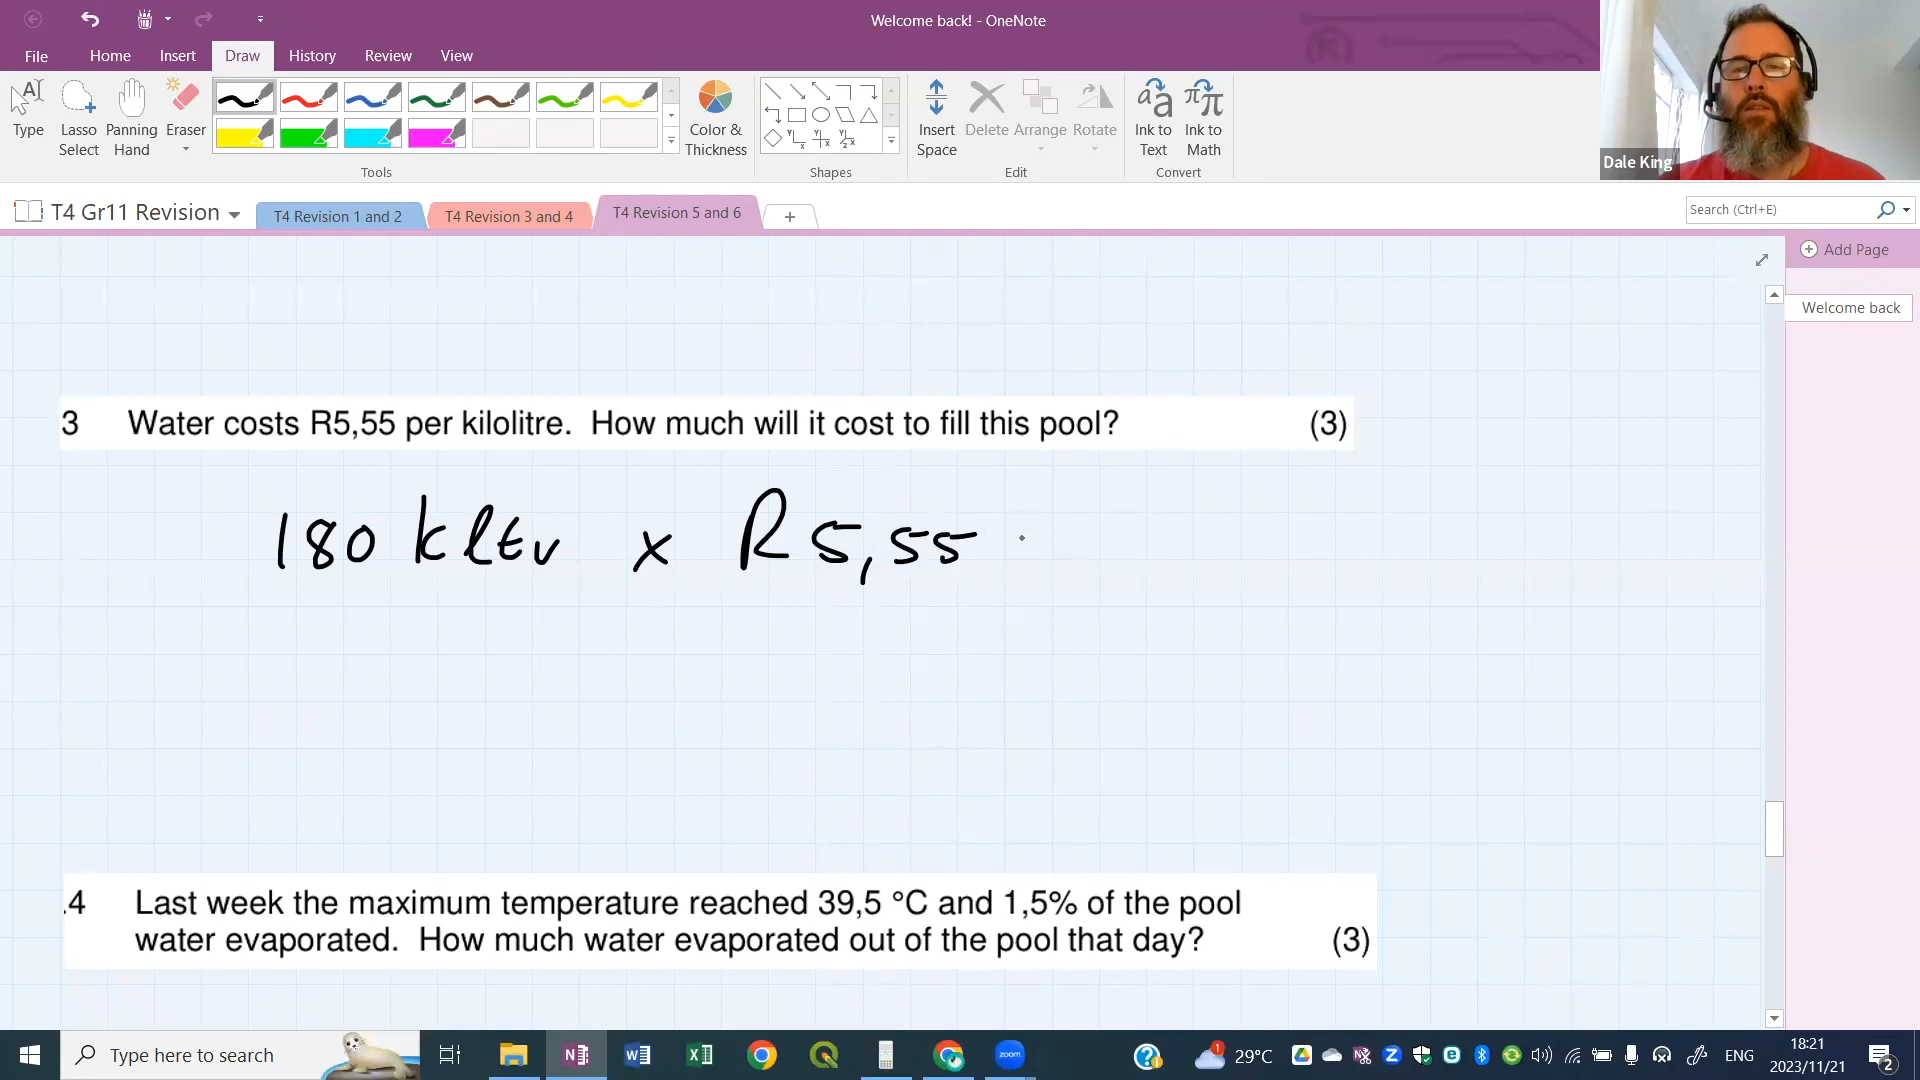 Welcome back! - OneNote
File Home Insert Draw History Review View
Type
Lasso Select
Panning Hand
Eraser
Color & Thickness
Insert Space
Delete
Arrange
Rotate
Ink to Text
Ink to Math
Tools
Shapes
Edit
Convert
Dale King
T4 Gr11 Revision
T4 Revision 1 and 2
T4 Revision 3 and 4
T4 Revision 5 and 6
Search (Ctrl+E)
Add Page
Welcome back
3 Water costs R5,55 per kilolitre. How much will it cost to fill this pool? (3)
180 kltr x R5,55
.4 Last week the maximum temperature reached 39,5 °C and 1,5% of the pool
water evaporated. How much water evaporated out of the pool that day? (3)
Type here to search
zoom
1
29°C
ENG
18:21
2023/11/21
2